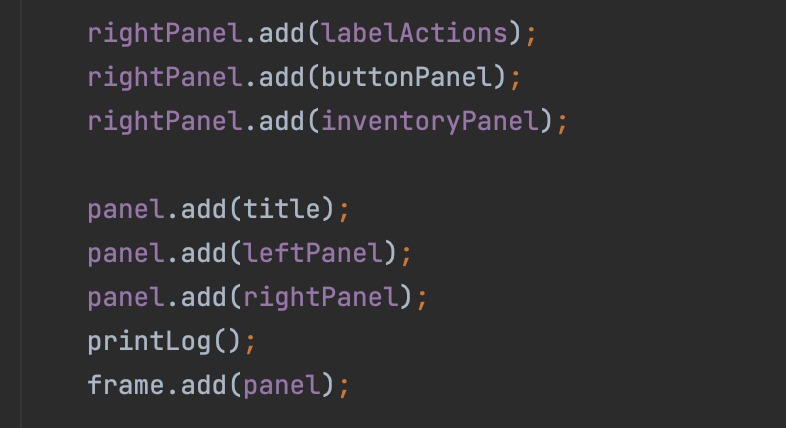 rightPanel.add(labelActions);
rightPanel.add(buttonPanel);
rightPanel.add(inventoryPanel);
panel.add(title);
panel.add(leftPanel);
panel.add(rightPanel);
printLog();
frame.add(panel);